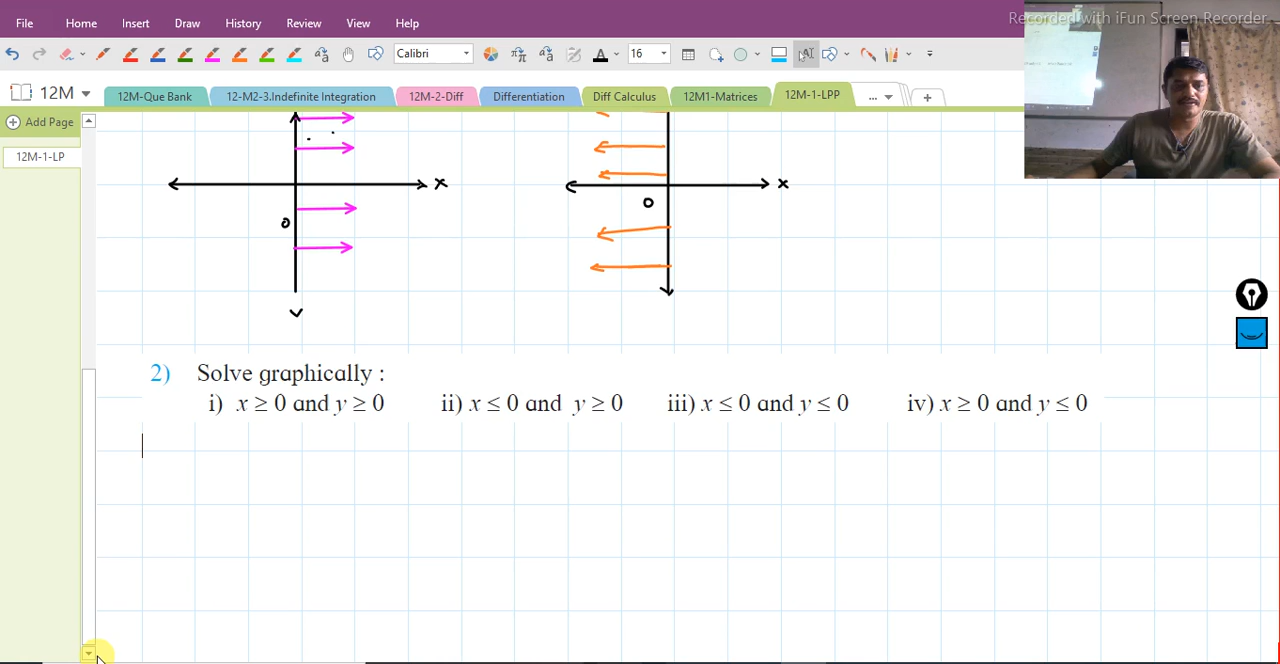 File Home Insert Draw History Review View Help
Recorded with iFun Screen Recorder
Calibri 16
12M 12M-Que Bank 12-M2-3.Indefinite Integration 12M-2-Diff Differentiation Diff Calculus 12M1-Matrices 12M-1-LPP ...
Add Page
12M-1-LP
x x
0 0
2) Solve graphically :
i) x ≥ 0 and y ≥ 0 ii) x ≤ 0 and y ≥ 0 iii) x ≤ 0 and y ≤ 0 iv) x ≥ 0 and y ≤ 0